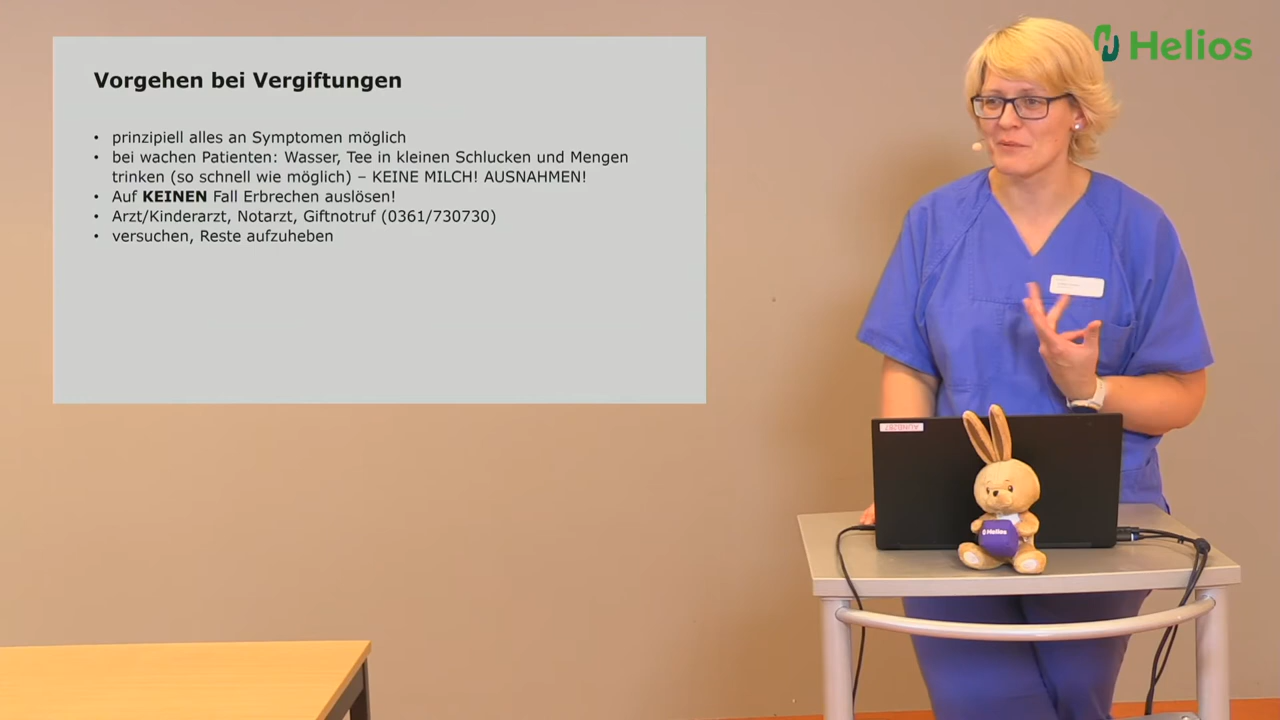 Helios
Vorgehen bei Vergiftungen
• prinzipiell alles an Symptomen möglich
• bei wachen Patienten: Wasser, Tee in kleinen Schlucken und Mengen
trinken (so schnell wie möglich) – KEINE MILCH! AUSNAHMEN!
• Auf KEINEN Fall Erbrechen auslösen!
• Arzt/Kinderarzt, Notarzt, Giftnotruf (0361/730730)
• versuchen, Reste aufzuheben
Helios